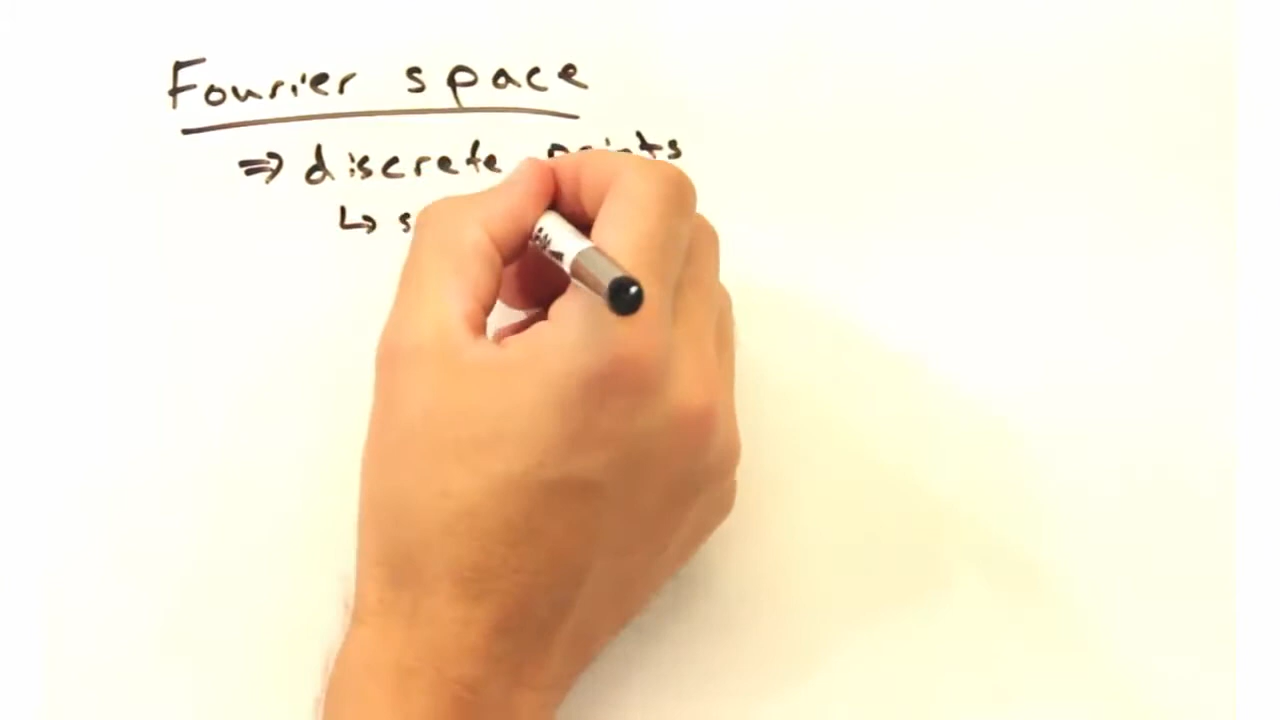 Fourier space
⇒ discrete points
↳ s